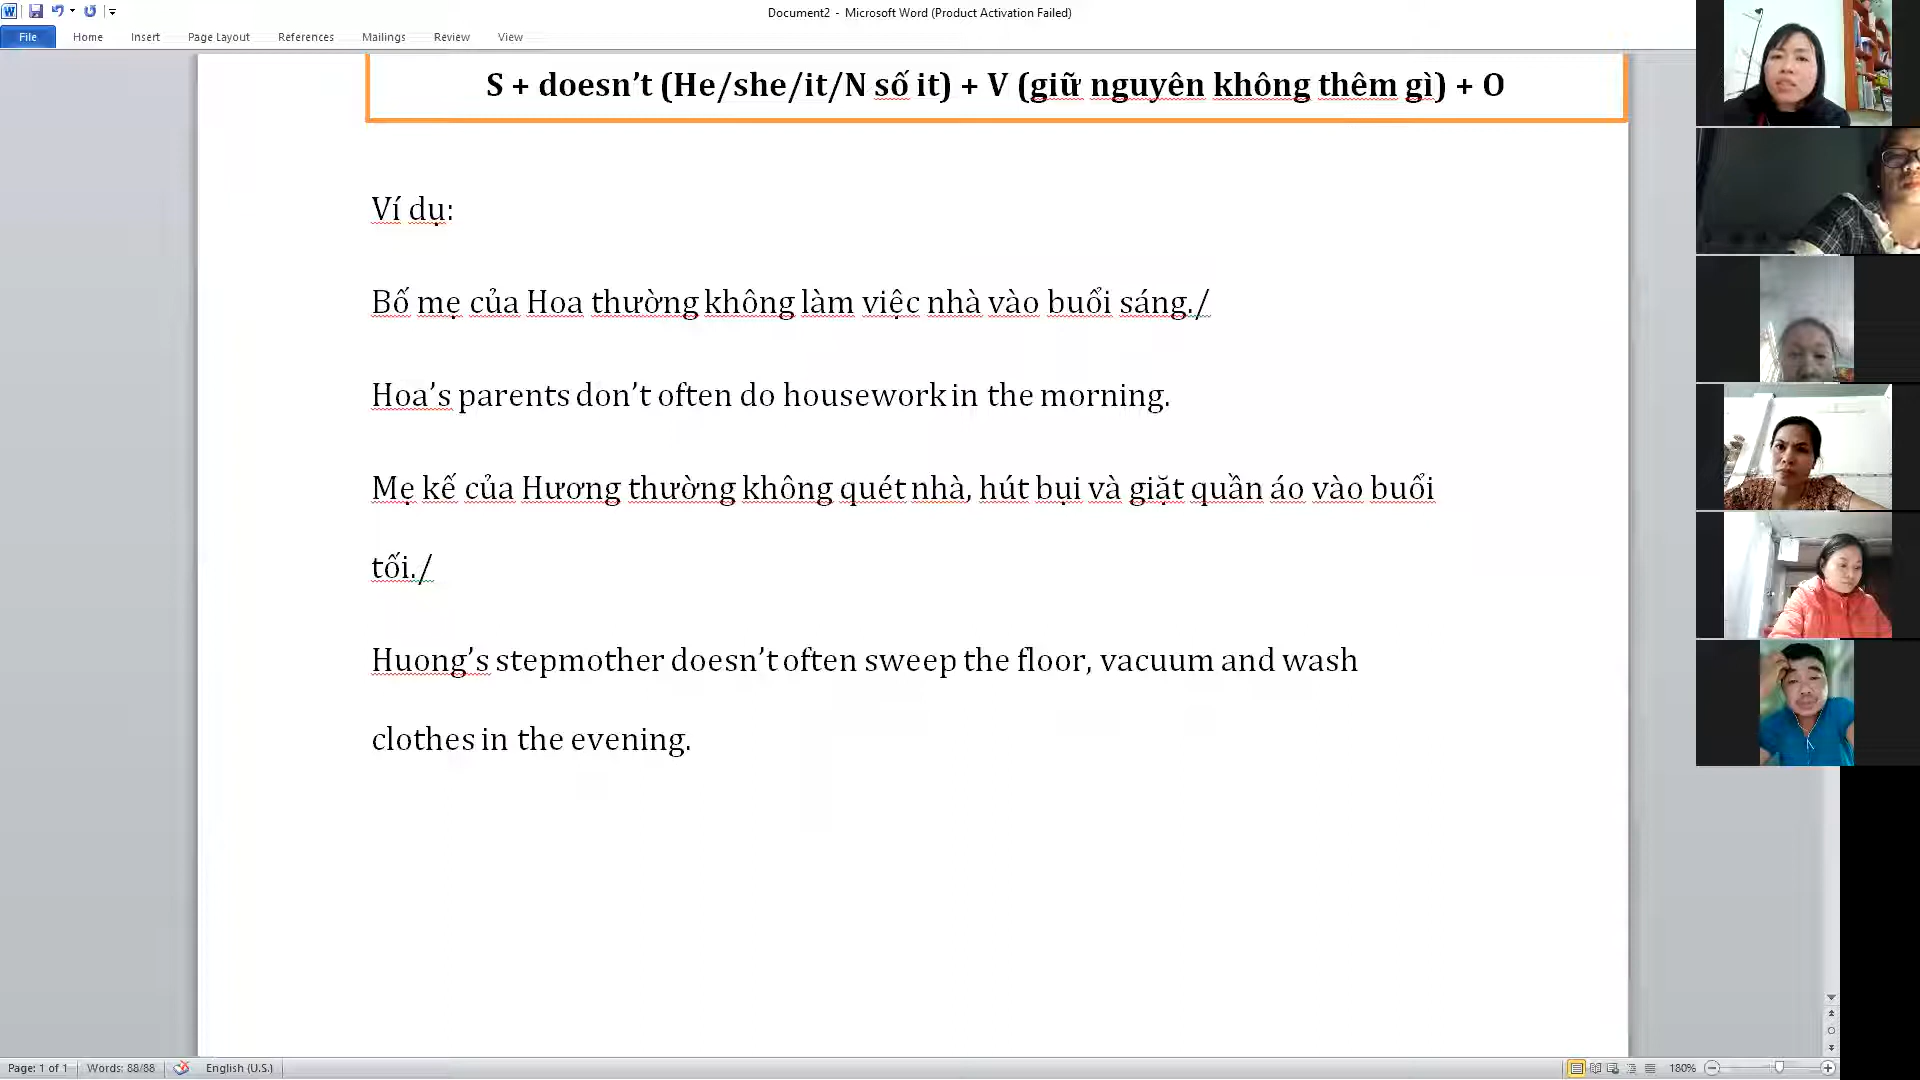 Document2 - Microsoft Word (Product Activation Failed)
File Home Insert Page Layout References Mailings Review View
S + doesn’t (He/she/it/N số it) + V (giữ nguyên không thêm gì) + O
Ví dụ:
Bố mẹ của Hoa thường không làm việc nhà vào buổi sáng./
Hoa’s parents don’t often do housework in the morning.
Mẹ kế của Hương thường không quét nhà, hút bụi và giặt quần áo vào buổi
tối./
Huong’s stepmother doesn’t often sweep the floor, vacuum and wash
clothes in the evening.
Page: 1 of 1 Words: 88/88 English (U.S.) 180%